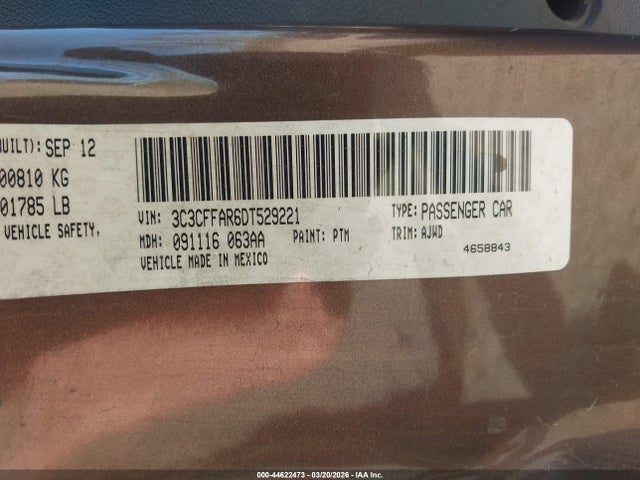 BUILT): SEP 12
00810 KG
01785 LB
VEHICLE SAFETY,
VIN: 3C3CFFAR6DT529221
TYPE: PASSENGER CAR
MDH: 091116 063AA
PAINT: PTM
TRIM: AJWD
VEHICLE MADE IN MEXICO
4658843
000-44622473 - 03/20/2026 - IAA Inc.